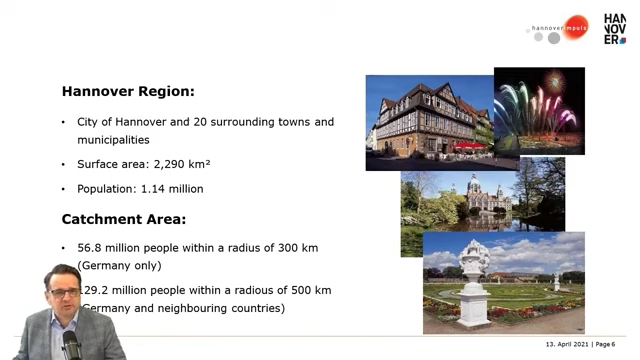 hannoverimpuls
HAN
NOV
ER
Hannover Region:
• City of Hannover and 20 surrounding towns and
municipalities
• Surface area: 2,290 km²
• Population: 1.14 million
Catchment Area:
• 56.8 million people within a radius of 300 km
(Germany only)
129.2 million people within a radius of 500 km
(Germany and neighbouring countries)
13. April 2021 | Page 6